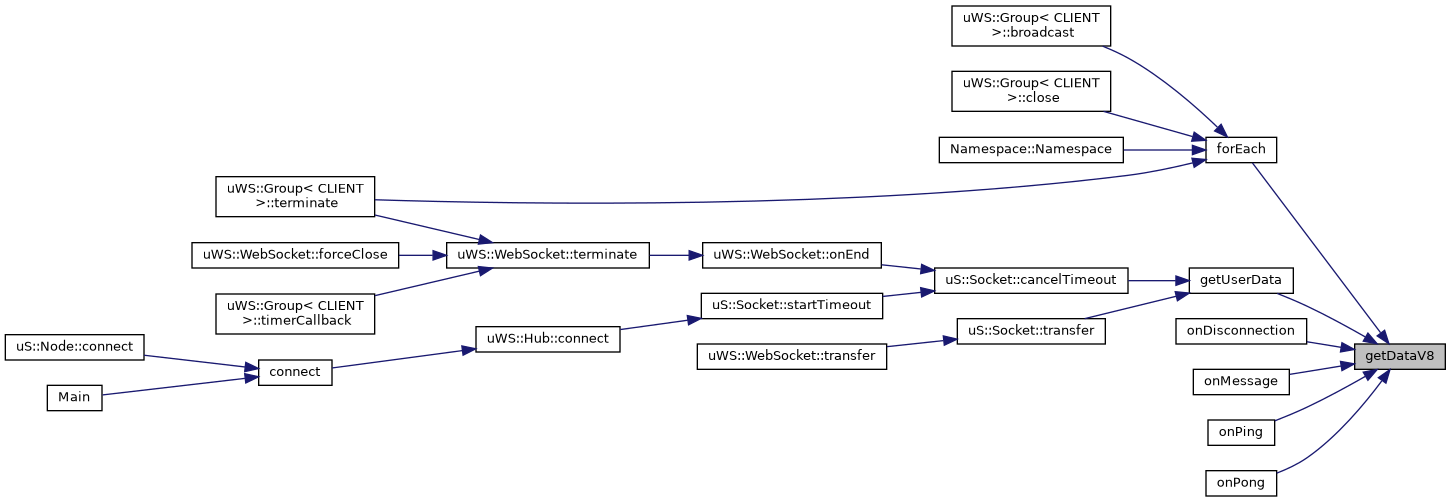 uWS::Group< CLIENT
>::broadcast
uWS::Group< CLIENT
>::close
Namespace::Namespace
forEach
uWS::Group< CLIENT
>::terminate
uWS::WebSocket::forceClose
uWS::WebSocket::terminate
uWS::WebSocket::onEnd
uWS::Group< CLIENT
>::timerCallback
uS::Socket::cancelTimeout
getUserData
uS::Socket::startTimeout
uS::Socket::transfer
onDisconnection
uS::Node::connect
uWS::Hub::connect
uWS::WebSocket::transfer
getDataV8
connect
onMessage
Main
onPing
onPong